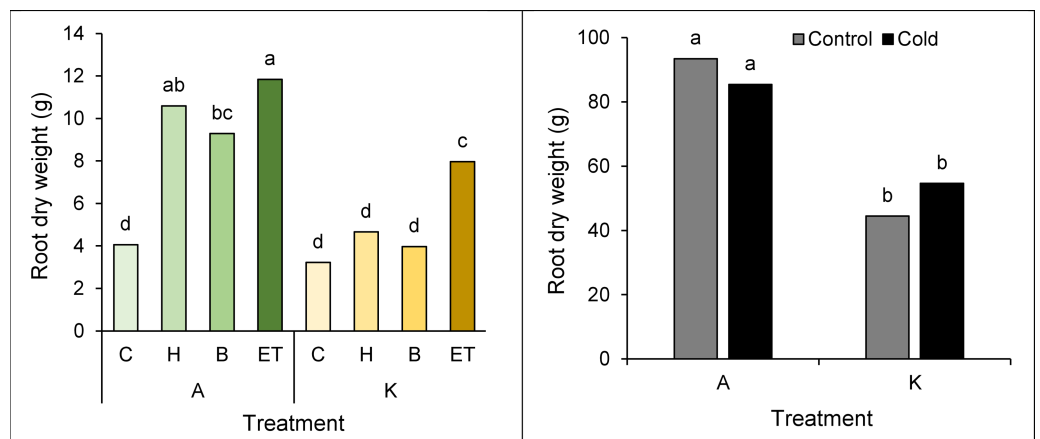 14
12
10
8
6
4
2
0
Root dry weight (g)
d
ab
bc
a
d
d
d
c
C H B ET C H B ET
A K
Treatment
100
80
60
40
20
0
Root dry weight (g)
Control Cold
a
a
b
b
A K
Treatment